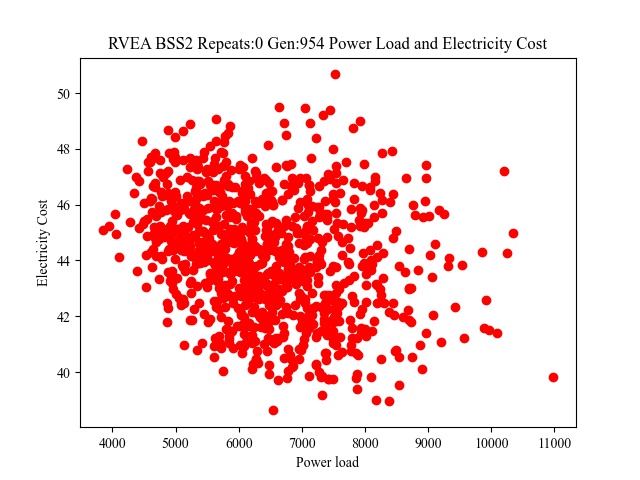 RVEA BSS2 Repeats:0 Gen:954 Power Load and Electricity Cost
50
48
46
44
42
40
Electricity Cost
4000 5000 6000 7000 8000 9000 10000 11000
Power load